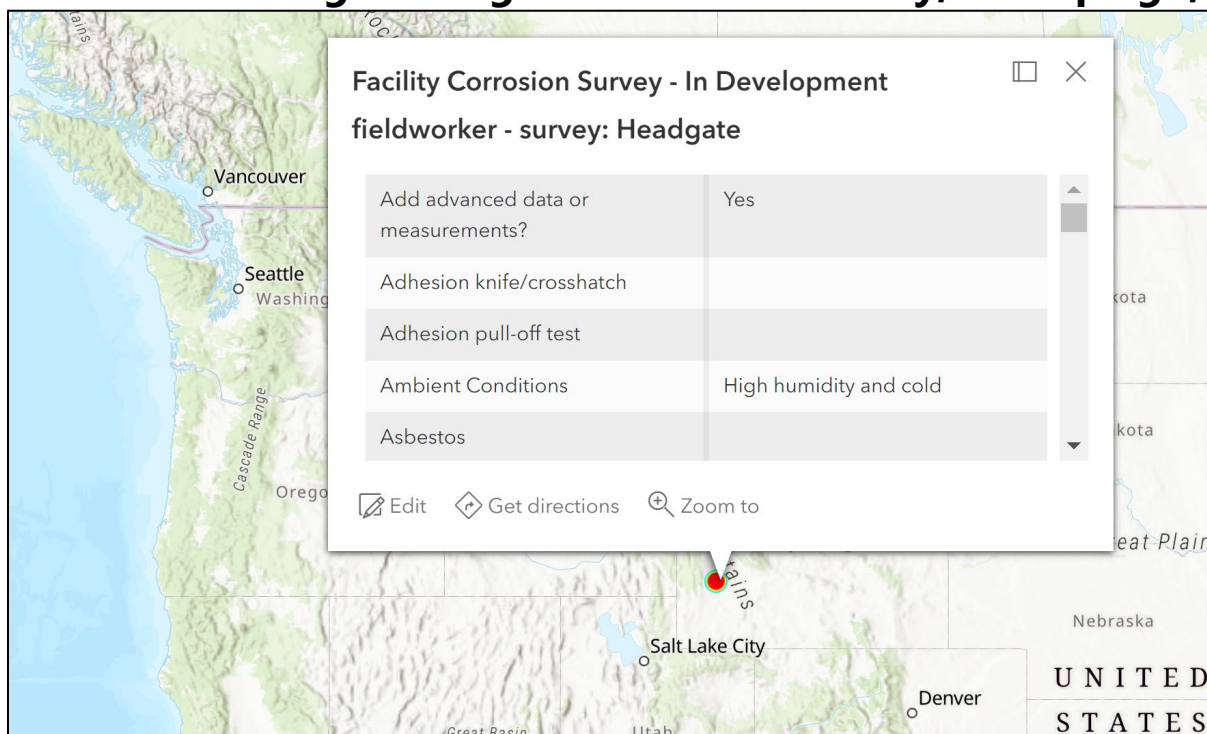 Facility Corrosion Survey - In Development
fieldworker - survey: Headgate
Add advanced data or
measurements?
Yes
Adhesion knife/crosshatch
Adhesion pull-off test
Ambient Conditions
High humidity and cold
Asbestos
Edit
Get directions
Zoom to
Vancouver
Seattle
Washing
Cascade Range
Orego
kota
kota
eat Plain
tains
Nebraska
Salt Lake City
Denver
UNITED
STATES
Great Basin
Utah